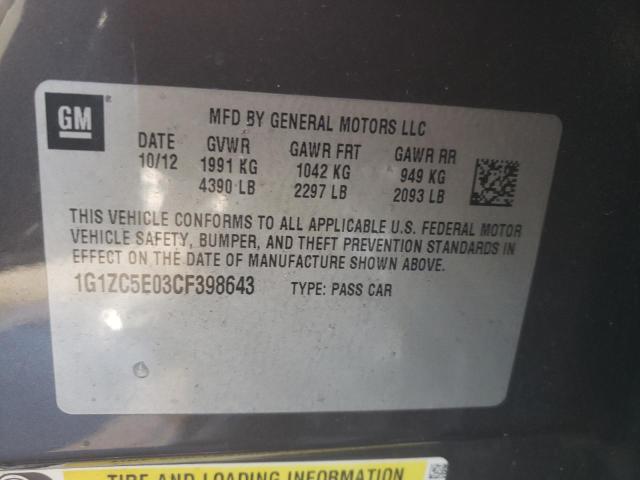 GM
MFD BY GENERAL MOTORS LLC
DATE GVWR GAWR FRT GAWR RR
10/12 1991 KG 1042 KG 949 KG
4390 LB 2297 LB 2093 LB
THIS VEHICLE CONFORMS TO ALL APPLICABLE U.S. FEDERAL MOTOR
VEHICLE SAFETY, BUMPER, AND THEFT PREVENTION STANDARDS IN
EFFECT ON THE DATE OF MANUFACTURE SHOWN ABOVE.
1G1ZC5E03CF398643 TYPE: PASS CAR
TIRE AND LOADING INFORMATION